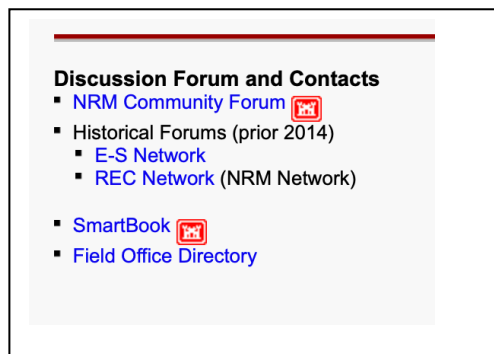 Discussion Forum and Contacts
NRM Community Forum
Historical Forums (prior 2014)
E-S Network
REC Network (NRM Network)
SmartBook
Field Office Directory